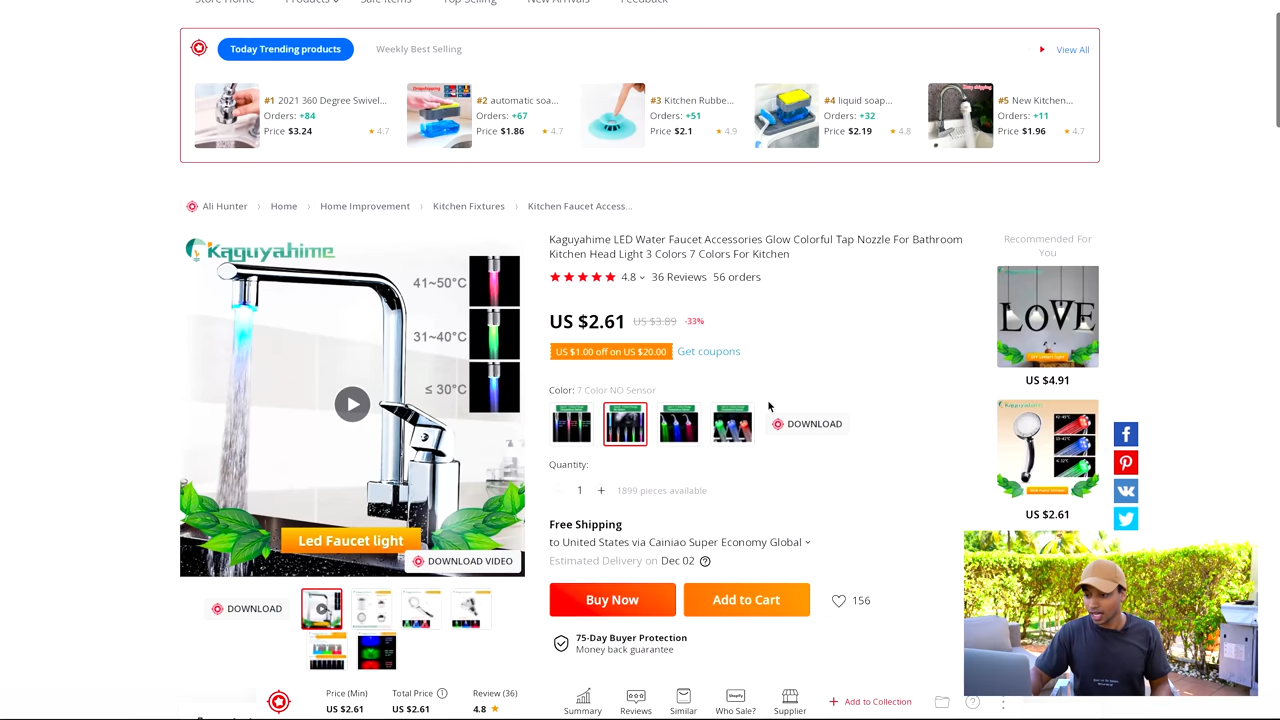 Store Home Products Sale Items Top Selling New Arrivals Feedback
Today Trending products Weekly Best Selling View All
#1 2021 360 Degree Swivel...
Orders: +84
Price $3.24 ★ 4.7
#2 automatic soa...
Orders: +67
Price $1.86 ★ 4.7
#3 Kitchen Rubbe...
Orders: +51
Price $2.1 ★ 4.9
#4 liquid soap...
Orders: +32
Price $2.19 ★ 4.8
#5 New Kitchen...
Orders: +11
Price $1.96 ★ 4.7
Ali Hunter › Home › Home Improvement › Kitchen Fixtures › Kitchen Faucet Access...
Kaguyahime
41~50°C
31~40°C
≤ 30°C
Led Faucet light
DOWNLOAD VIDEO
DOWNLOAD
Kaguyahime LED Water Faucet Accessories Glow Colorful Tap Nozzle For Bathroom
Kitchen Head Light 3 Colors 7 Colors For Kitchen
4.8 36 Reviews 56 orders
US $2.61 US $3.89 -33%
US $1.00 off on US $20.00 Get coupons
Color: 7 Color NO Sensor
DOWNLOAD
Quantity:
1 + 1899 pieces available
Free Shipping
to United States via Cainiao Super Economy Global
Estimated Delivery on Dec 02
Buy Now Add to Cart 156
75-Day Buyer Protection
Money back guarantee
Recommended For
You
LOVE
US $4.91
Kaguyahime
US $2.61
Price (Min) Total Price Review (36)
US $2.61 US $2.61 4.8 ★
Summary Reviews Similar Who Sale? Supplier
Shopify
+ Add to Collection